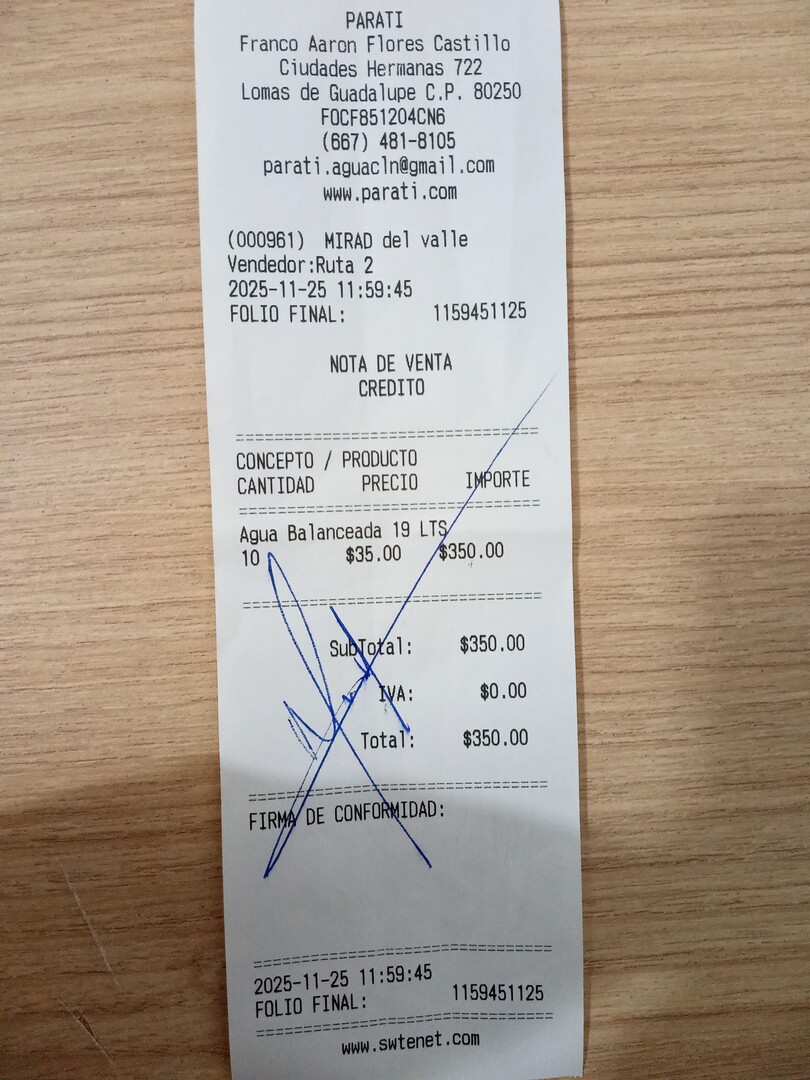 PARATI
Franco Aaron Flores Castillo
Ciudades Hermanas 722
Lomas de Guadalupe C.P. 80250
FOCF851204CN6
(667) 481-8105
parati.aguacln@gmail.com
www.parati.com
(000961) MIRAD del valle
Vendedor:Ruta 2
2025-11-25 11:59:45
FOLIO FINAL: 1159451125
NOTA DE VENTA
CREDITO
CONCEPTO / PRODUCTO
CANTIDAD PRECIO IMPORTE
Agua Balanceada 19 LTS
10 $35.00 $350.00
SubTotal: $350.00
IVA: $0.00
Total: $350.00
FIRMA DE CONFORMIDAD:
2025-11-25 11:59:45
FOLIO FINAL: 1159451125
www.swtenet.com